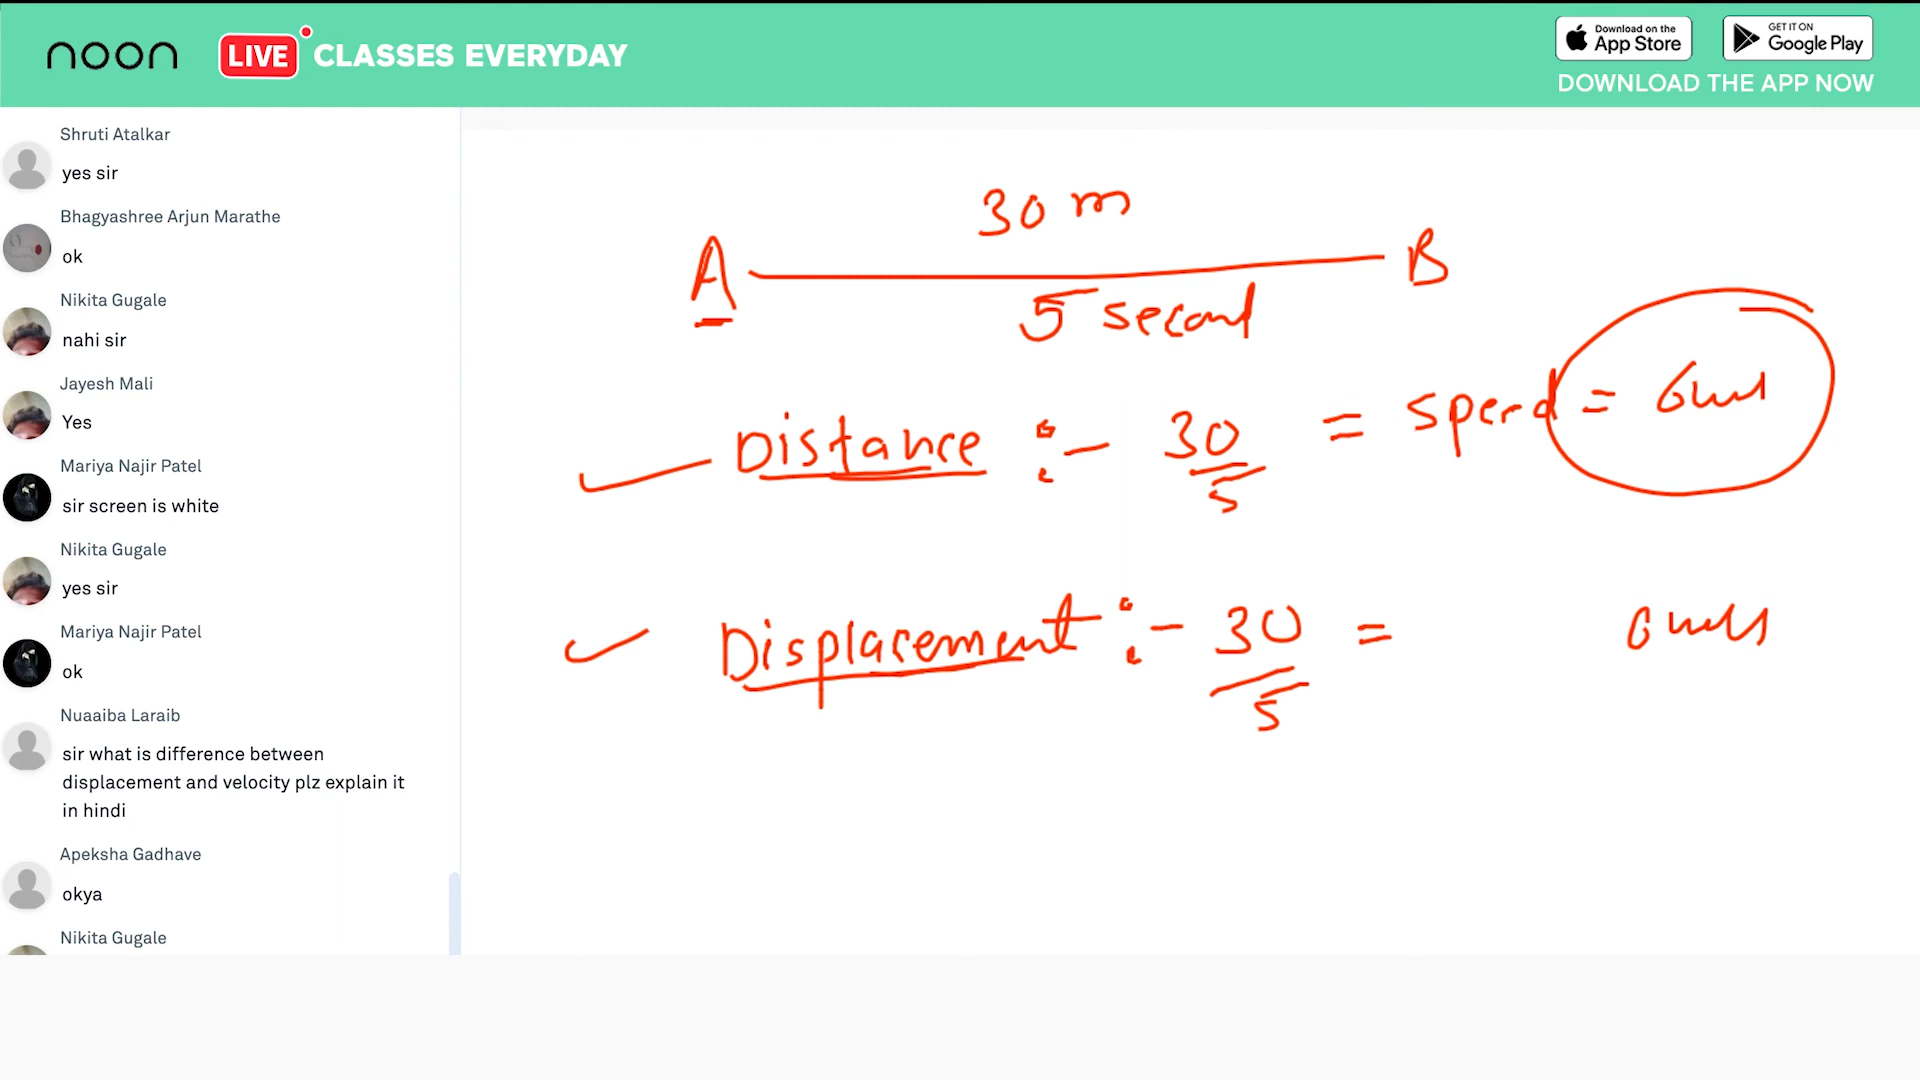 noon LIVE CLASSES EVERYDAY
Download on the App Store
GET IT ON Google Play
DOWNLOAD THE APP NOW
Shruti Atalkar
yes sir
Bhagyashree Arjun Marathe
ok
Nikita Gugale
nahi sir
Jayesh Mali
Yes
Mariya Najir Patel
sir screen is white
Nikita Gugale
yes sir
Mariya Najir Patel
ok
Nuaaiba Laraib
sir what is difference between
displacement and velocity plz explain it
in hindi
Apeksha Gadhave
okya
Nikita Gugale
30 m
A B
5 second
Distance :- 30/5 = speed = 6
Displacement :- 30/5 = 6